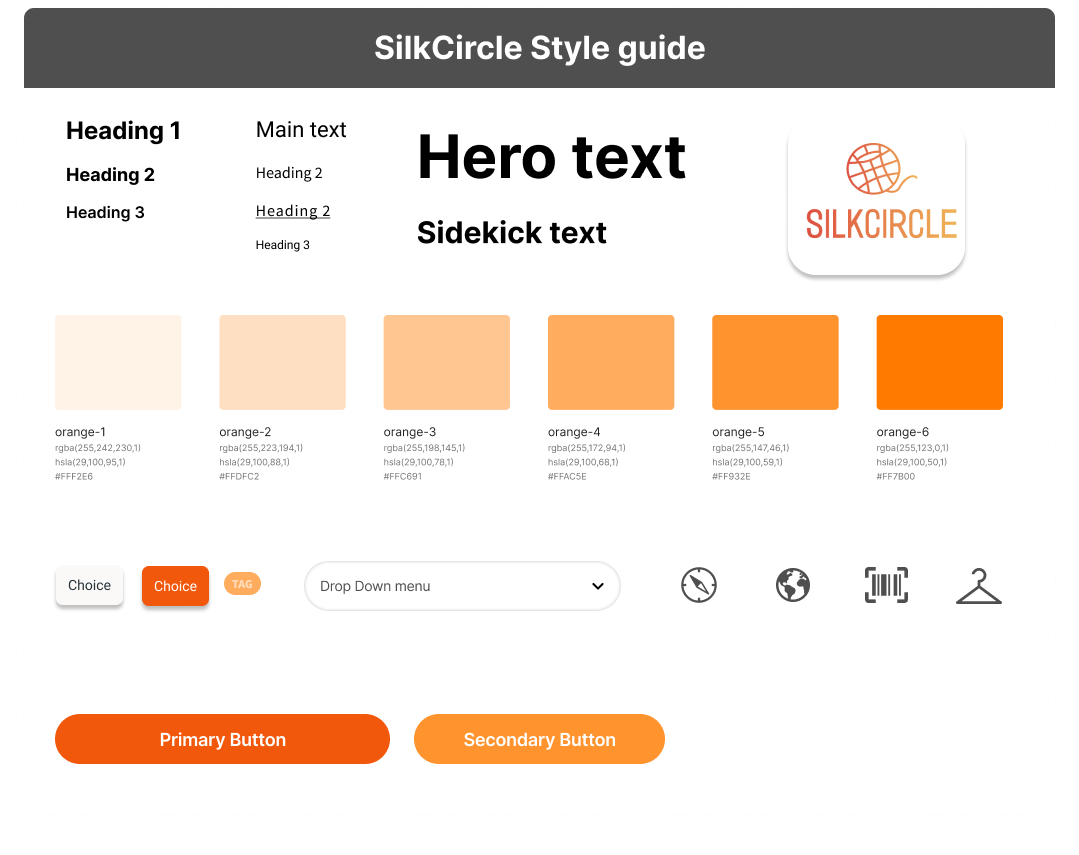 SilkCircle Style guide
Heading 1
Heading 2
Heading 3
Main text
Heading 2
Heading 2
Heading 3
Hero text
Sidekick text
SILKCIRCLE
orange-1
rgba(255,242,230,1)
hsla(29,100,95,1)
#FFF2E6
orange-2
rgba(255,223,194,1)
hsla(29,100,88,1)
#FFDFC2
orange-3
rgba(255,198,145,1)
hsla(29,100,78,1)
#FFC691
orange-4
rgba(255,172,94,1)
hsla(29,100,68,1)
#FFAC5E
orange-5
rgba(255,147,46,1)
hsla(29,100,59,1)
#FF932E
orange-6
rgba(255,123,0,1)
hsla(29,100,50,1)
#FF7B00
Choice
Choice
TAG
Drop Down menu
Primary Button
Secondary Button